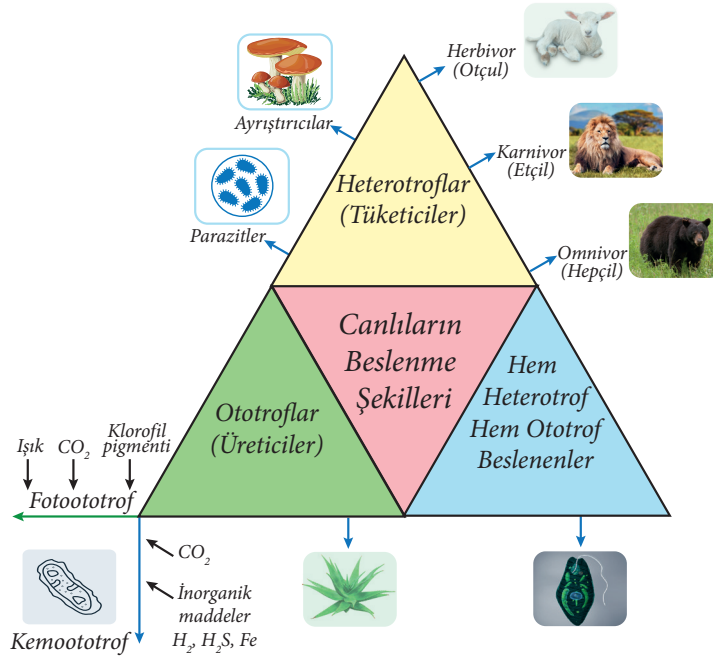 Herbivor
(Otçul)
Ayrıştırıcılar
Karnivor
(Etçil)
Heterotroflar
(Tüketiciler)
Parazitler
Omnivor
(Hepçil)
Canlıların
Beslenme
Şekilleri
Hem
Heterotrof
Hem Ototrof
Beslenenler
Ototroflar
(Üreticiler)
Işık
CO₂
Klorofil
pigmenti
Fotoototrof
CO₂
İnorganik
maddeler
H₂, H₂S, Fe
Kemoototrof